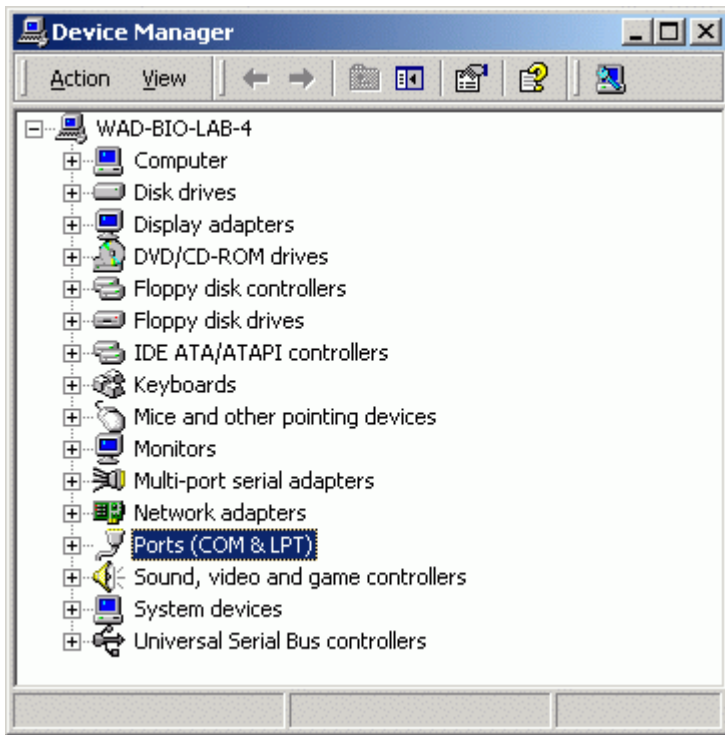 Device Manager
Action View
WAD-BIO-LAB-4
Computer
Disk drives
Display adapters
DVD/CD-ROM drives
Floppy disk controllers
Floppy disk drives
IDE ATA/ATAPI controllers
Keyboards
Mice and other pointing devices
Monitors
Multi-port serial adapters
Network adapters
Ports (COM & LPT)
Sound, video and game controllers
System devices
Universal Serial Bus controllers